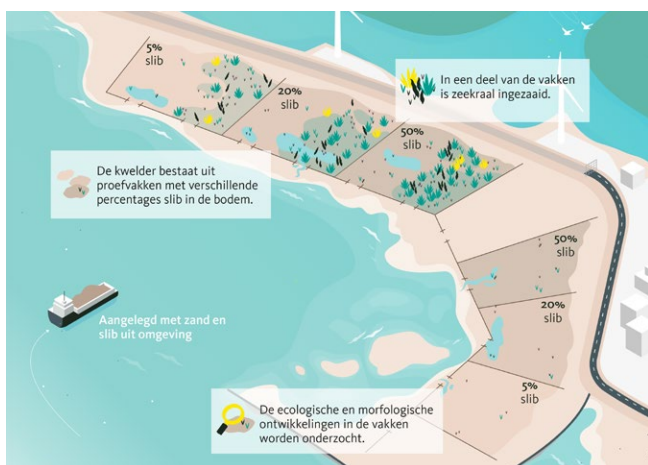 5%
slib
20%
slib
50%
slib
In een deel van de vakken
is zeekraal ingezaaid.
De kwelder bestaat uit
proefvakken met verschillende
percentages slib in de bodem.
50%
slib
20%
slib
5%
slib
Aangelegd met zand en
slib uit omgeving
De ecologische en morfologische
ontwikkelingen in de vakken
worden onderzocht.